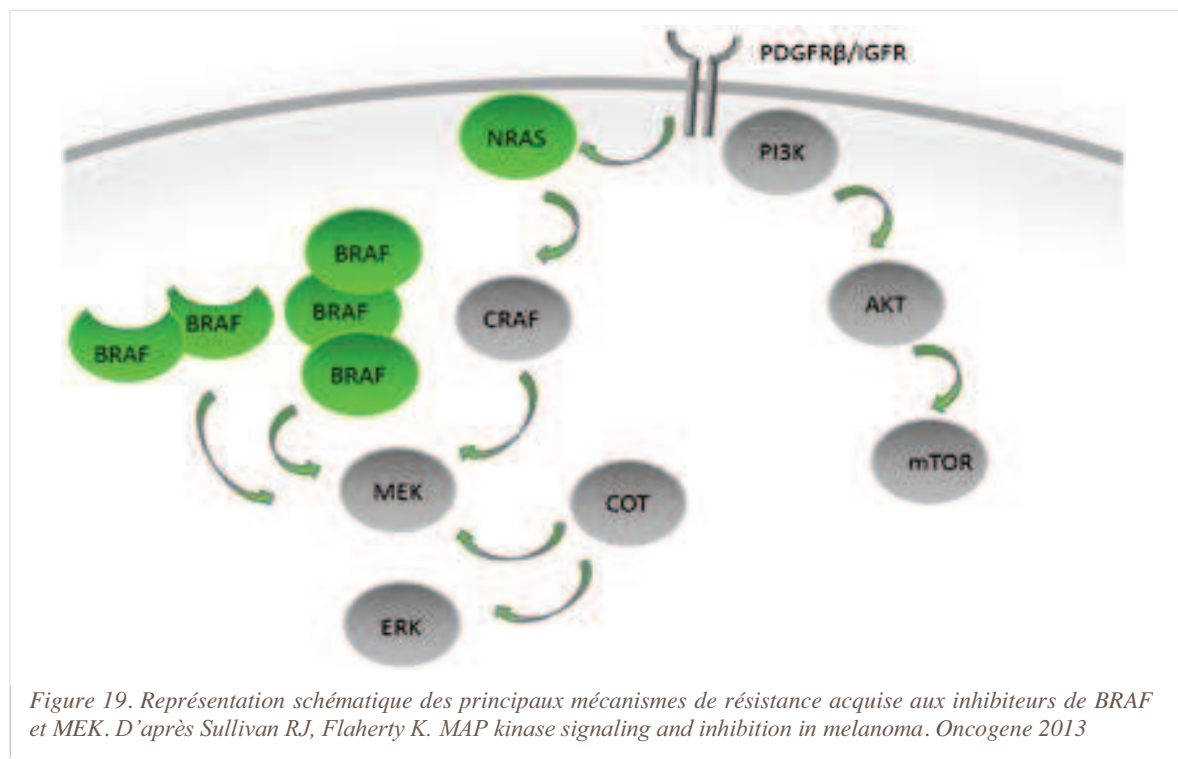 PDGFRβ/IGFR
NRAS
PI3K
BRAF
BRAF
BRAF
BRAF
BRAF
CRAF
AKT
mTOR
MEK
COT
ERK
Figure 19. Représentation schématique des principaux mécanismes de résistance acquise aux inhibiteurs de BRAF
et MEK. D’après Sullivan RJ, Flaherty K. MAP kinase signaling and inhibition in melanoma. Oncogene 2013